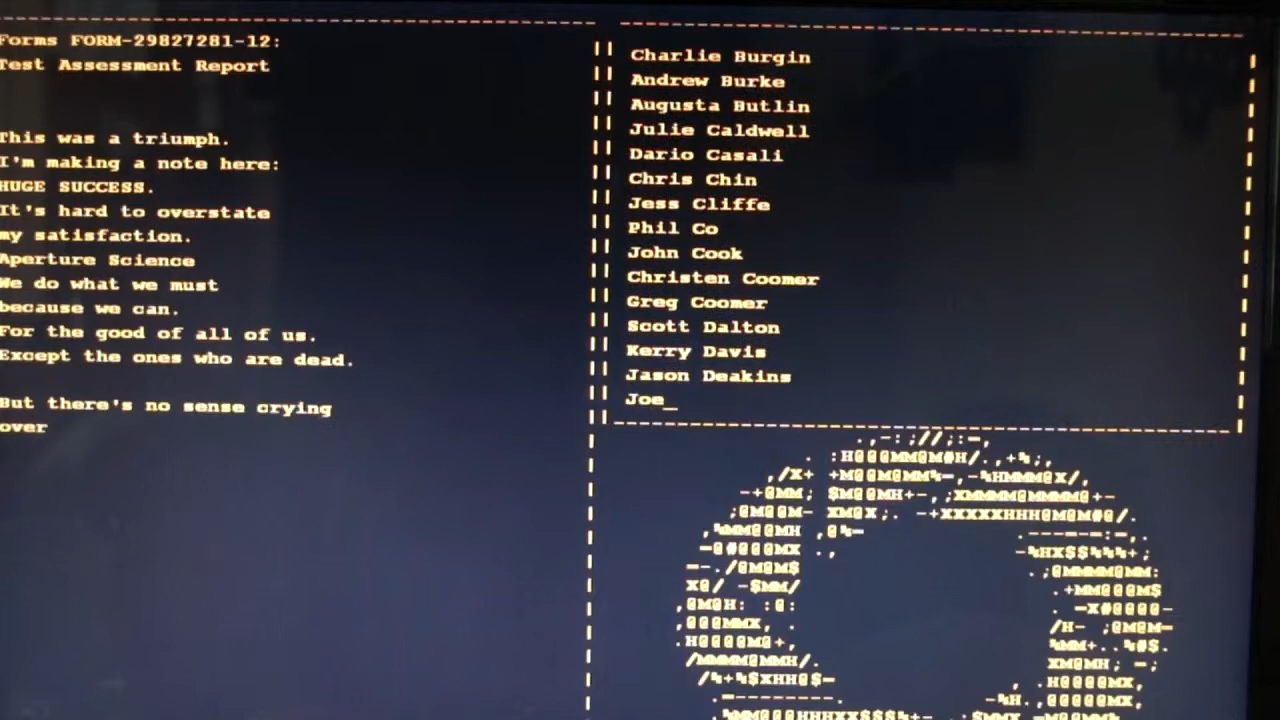 Forms FORM-29827281-12:
Test Assessment Report
This was a triumph.
I'm making a note here:
HUGE SUCCESS.
It's hard to overstate
my satisfaction.
Aperture Science
We do what we must
because we can.
For the good of all of us.
Except the ones who are dead.
But there's no sense crying
over
Charlie Burgin
Andrew Burke
Augusta Butlin
Julie Caldwell
Dario Casali
Chris Chin
Jess Cliffe
Phil Co
John Cook
Christen Coomer
Greg Coomer
Scott Dalton
Kerry Davis
Jason Deakins
Joe_